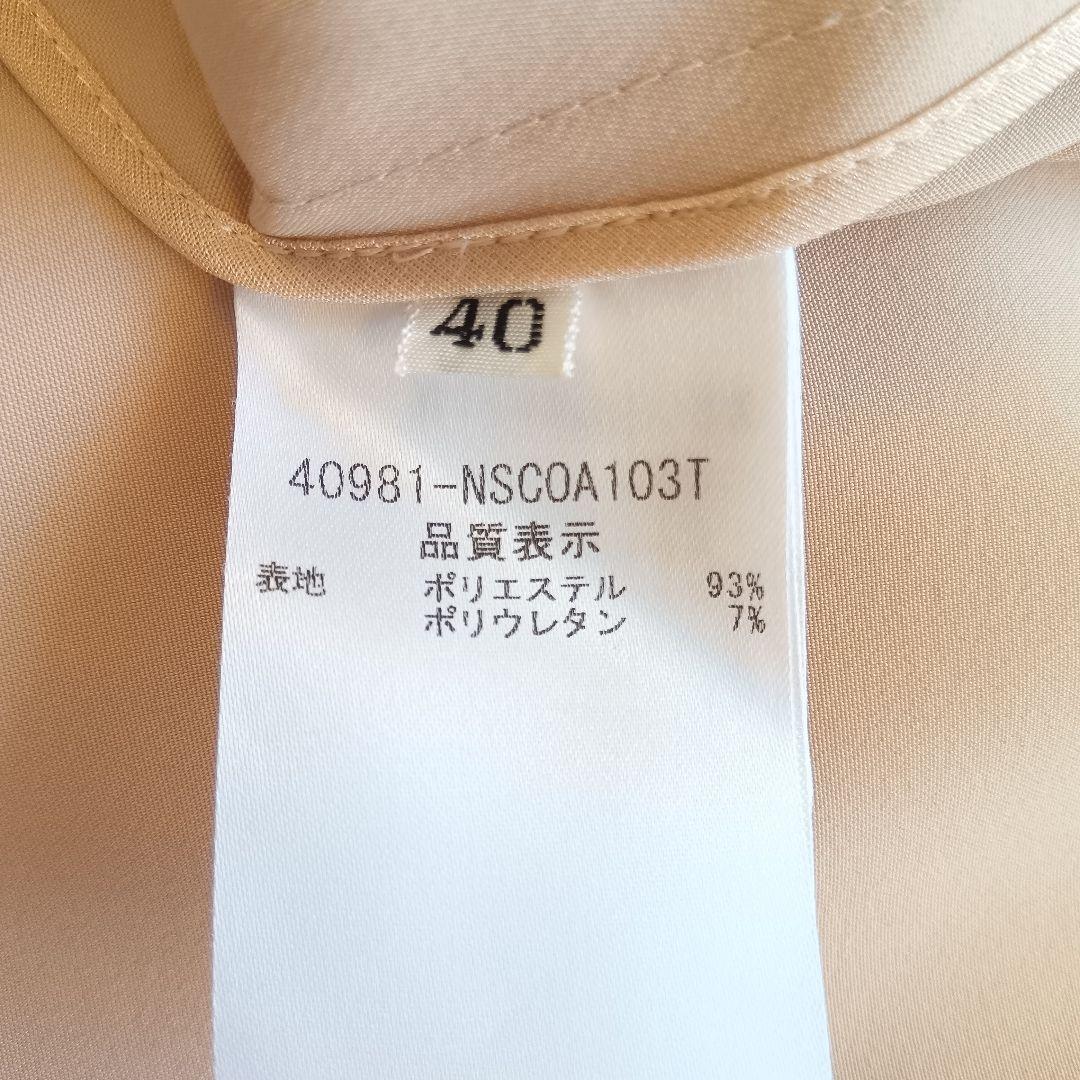 40
40981-NSCOA103T
品質表示
表地 ポリエステル 93%
ポリウレタン 7%